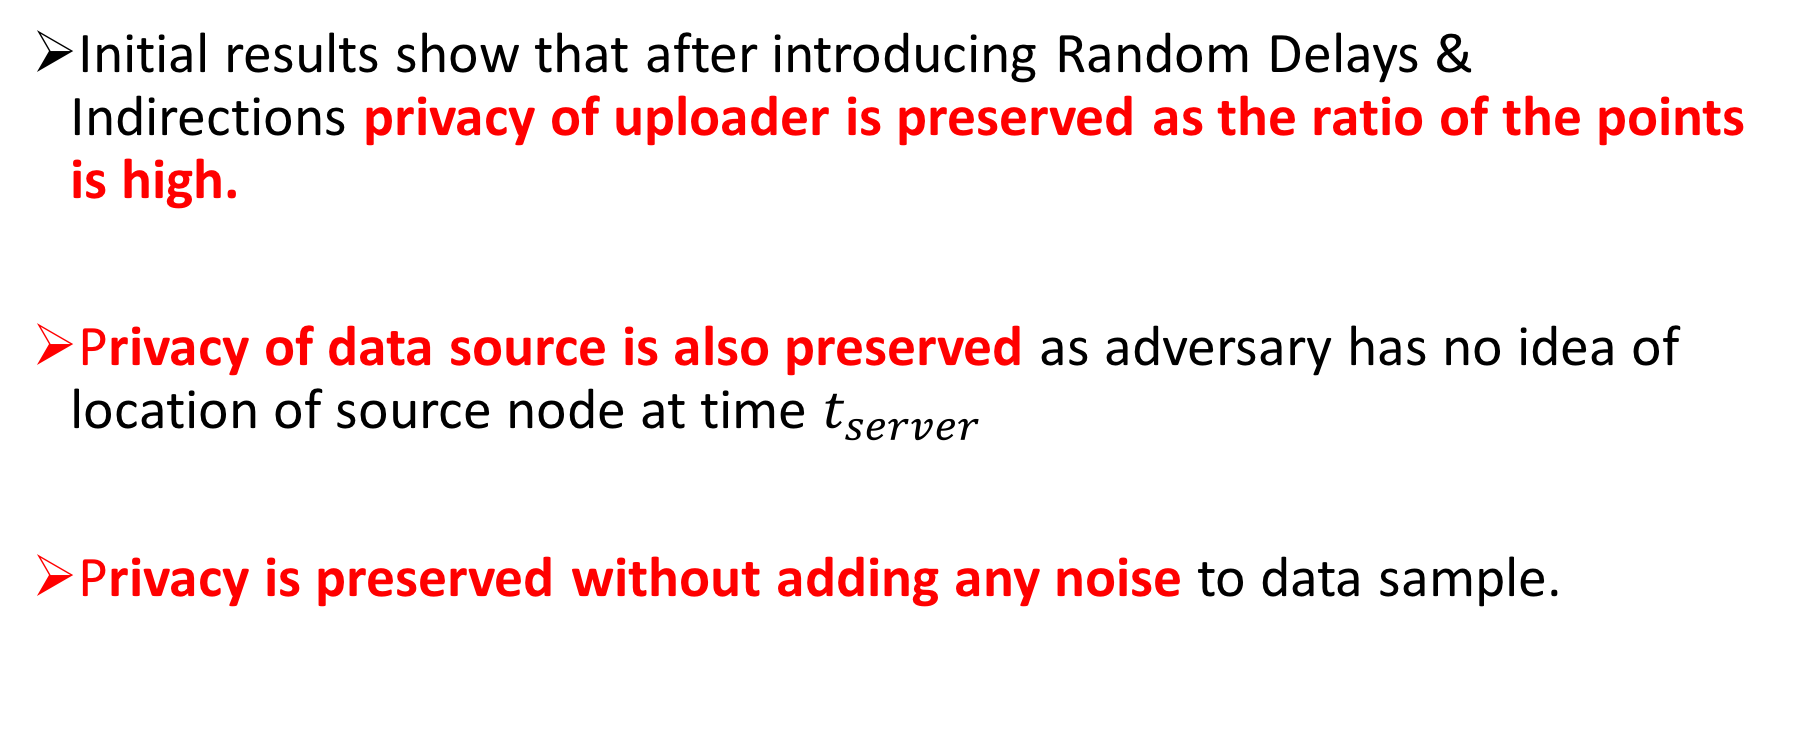 ➢Initial results show that after introducing Random Delays &
Indirections privacy of uploader is preserved as the ratio of the points
is high.
➢Privacy of data source is also preserved as adversary has no idea of
location of source node at time t_server
➢Privacy is preserved without adding any noise to data sample.